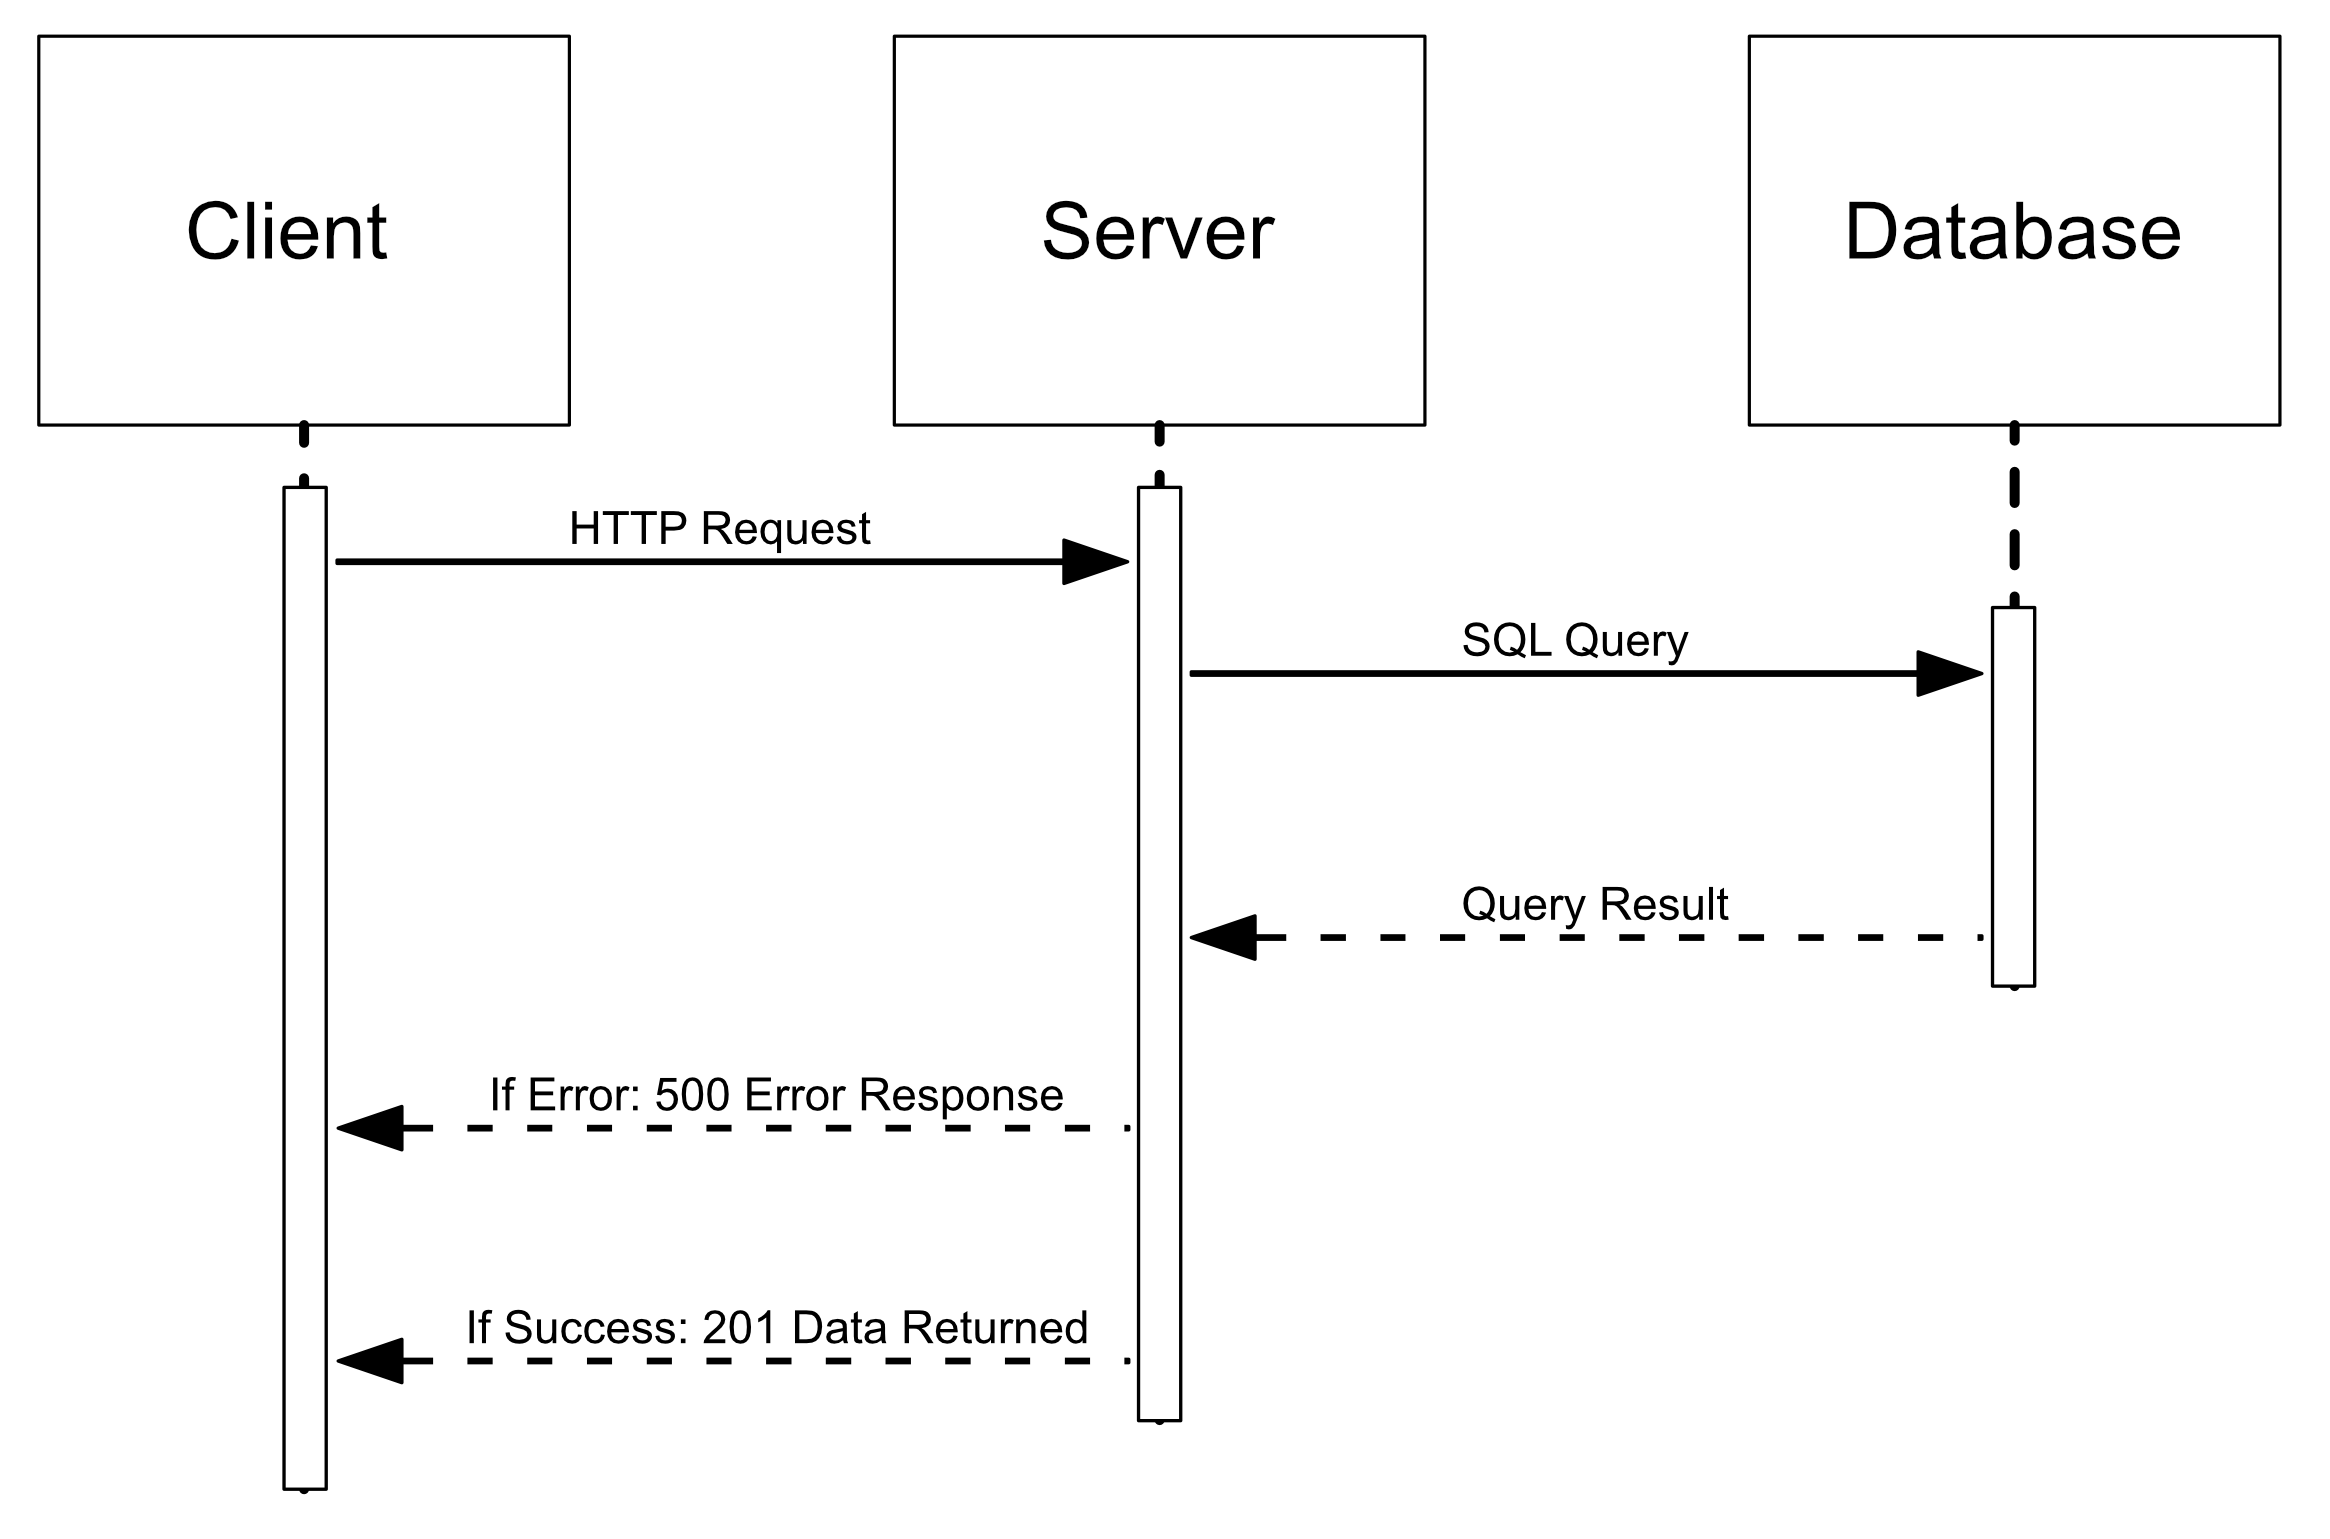 Client
Server
Database
HTTP Request
SQL Query
Query Result
If Error: 500 Error Response
If Success: 201 Data Returned